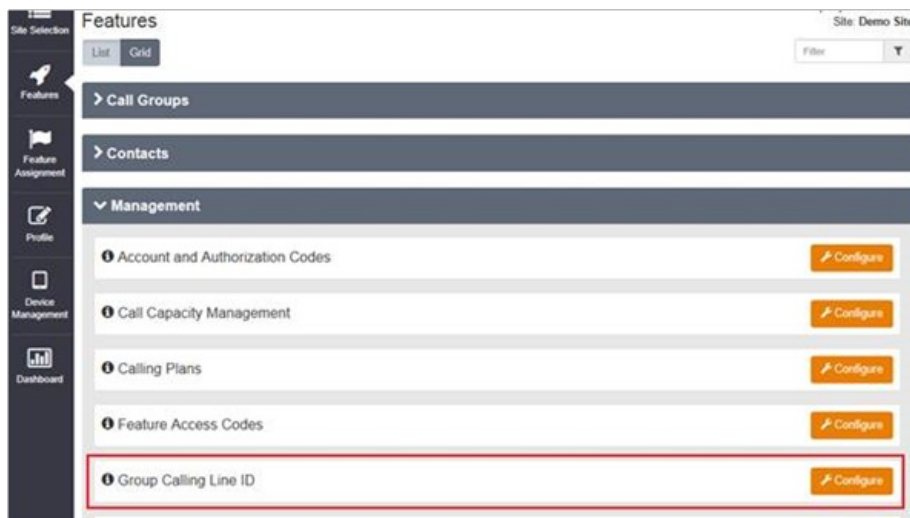 Site Selection
Features
Site: Demo Site
List Grid
Filter
Features
Call Groups
Contacts
Feature
Assignment
Management
Profile
Account and Authorization Codes
Configure
Device
Management
Call Capacity Management
Configure
Dashboard
Calling Plans
Configure
Feature Access Codes
Configure
Group Calling Line ID
Configure